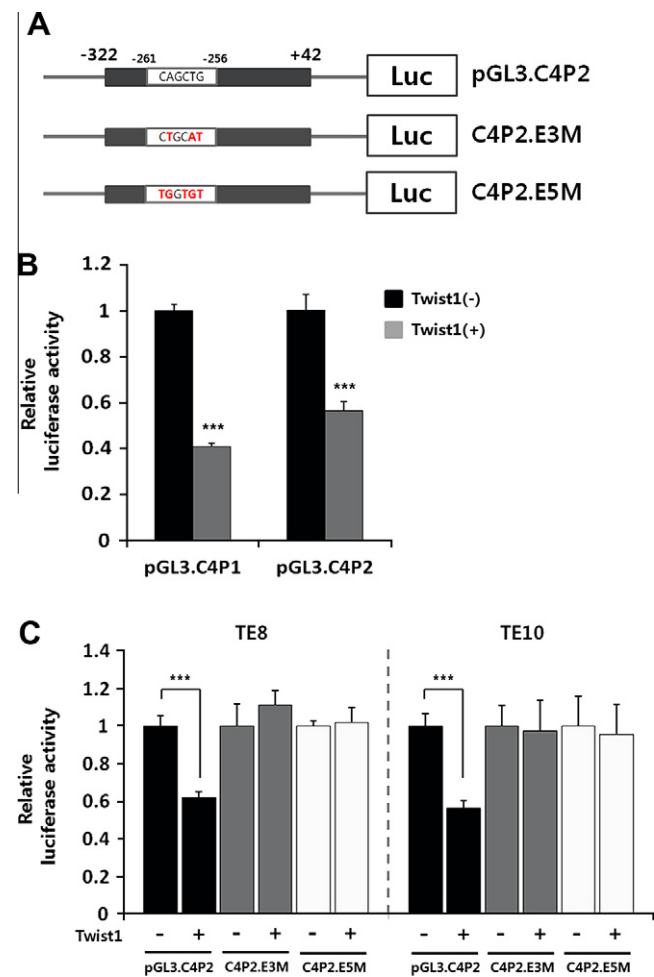 A
-322 -261 -256 +42
CAGCTG Luc pGL3.C4P2
CTGCAT Luc C4P2.E3M
TGGTGT Luc C4P2.E5M
B
Relative
luciferase activity
1.2
1
0.8
0.6
0.4
0.2
0
*** ***
Twist1(-)
Twist1(+)
pGL3.C4P1 pGL3.C4P2
C
TE8 TE10
Relative
luciferase activity
1.4
1.2
1
0.8
0.6
0.4
0.2
0
*** ***
Twist1 - + - + - + - + - + - +
pGL3.C4P2 C4P2.E3M C4P2.E5M pGL3.C4P2 C4P2.E3M C4P2.E5M